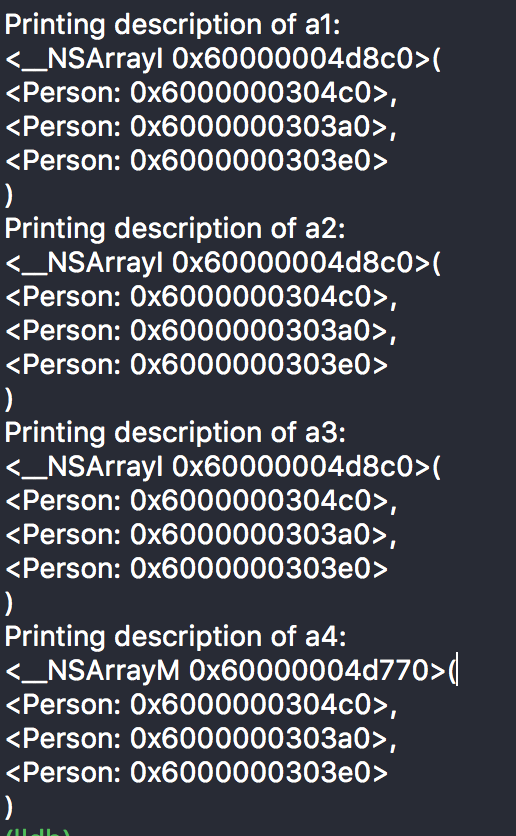 Printing description of a1:
<__NSArrayI 0x60000004d8c0>(
<Person: 0x6000000304c0>,
<Person: 0x6000000303a0>,
<Person: 0x6000000303e0>
)
Printing description of a2:
<__NSArrayI 0x60000004d8c0>(
<Person: 0x6000000304c0>,
<Person: 0x6000000303a0>,
<Person: 0x6000000303e0>
)
Printing description of a3:
<__NSArrayI 0x60000004d8c0>(
<Person: 0x6000000304c0>,
<Person: 0x6000000303a0>,
<Person: 0x6000000303e0>
)
Printing description of a4:
<__NSArrayM 0x60000004d770>(
<Person: 0x6000000304c0>,
<Person: 0x6000000303a0>,
<Person: 0x6000000303e0>
)